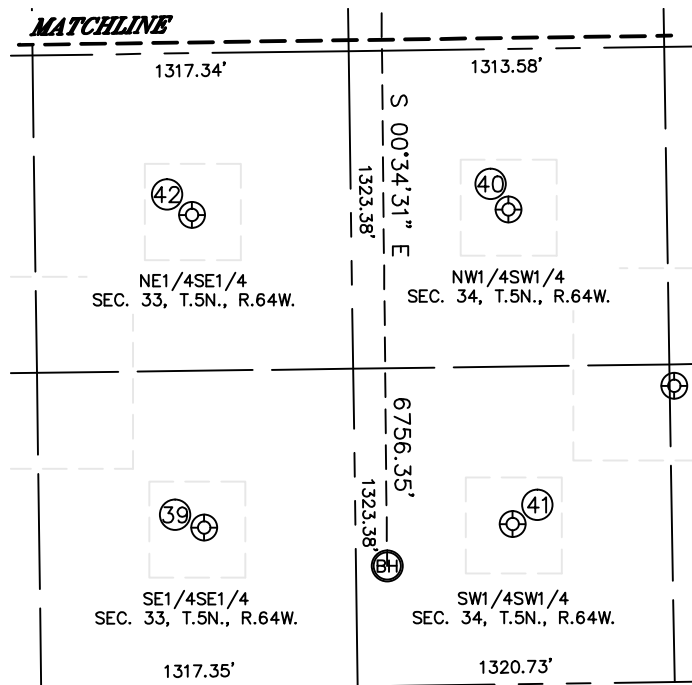 MATCHLINE
1317.34'
1313.58'
S 00°34'31" E
1323.38'
42
40
NE1/4SE1/4
SEC. 33, T.5N., R.64W.
NW1/4SW1/4
SEC. 34, T.5N., R.64W.
6756.35'
1323.38'
39
41
BH
SE1/4SE1/4
SEC. 33, T.5N., R.64W.
SW1/4SW1/4
SEC. 34, T.5N., R.64W.
1317.35'
1320.73'